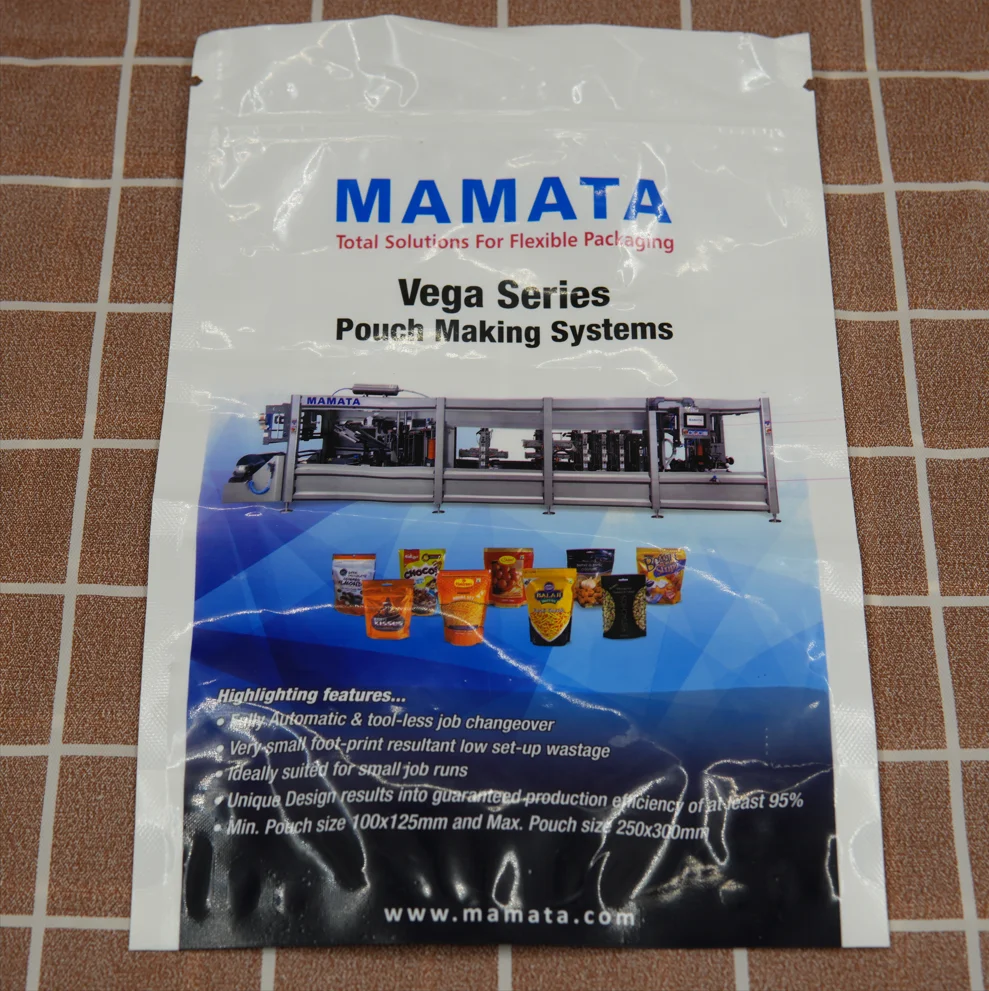 MAMATA
Total Solutions For Flexible Packaging
Vega Series
Pouch Making Systems
MAMATA
CHOCO
BALAJI
Highlighting features...
• Fully Automatic & tool-less job changeover
• Very small foot-print resultant low set-up wastage
• Ideally suited for small job runs
• Unique Design results into guaranteed production efficiency of at least 95%
• Min. Pouch size 100x125mm and Max. Pouch size 250x300mm
www.mamata.com